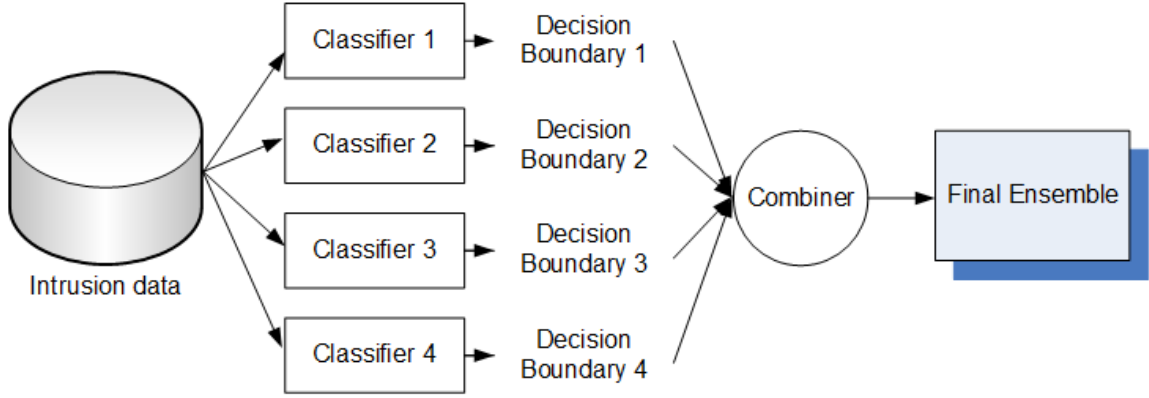 Intrusion data
Classifier 1
Decision
Boundary 1
Classifier 2
Decision
Boundary 2
Classifier 3
Decision
Boundary 3
Classifier 4
Decision
Boundary 4
Combiner
Final Ensemble